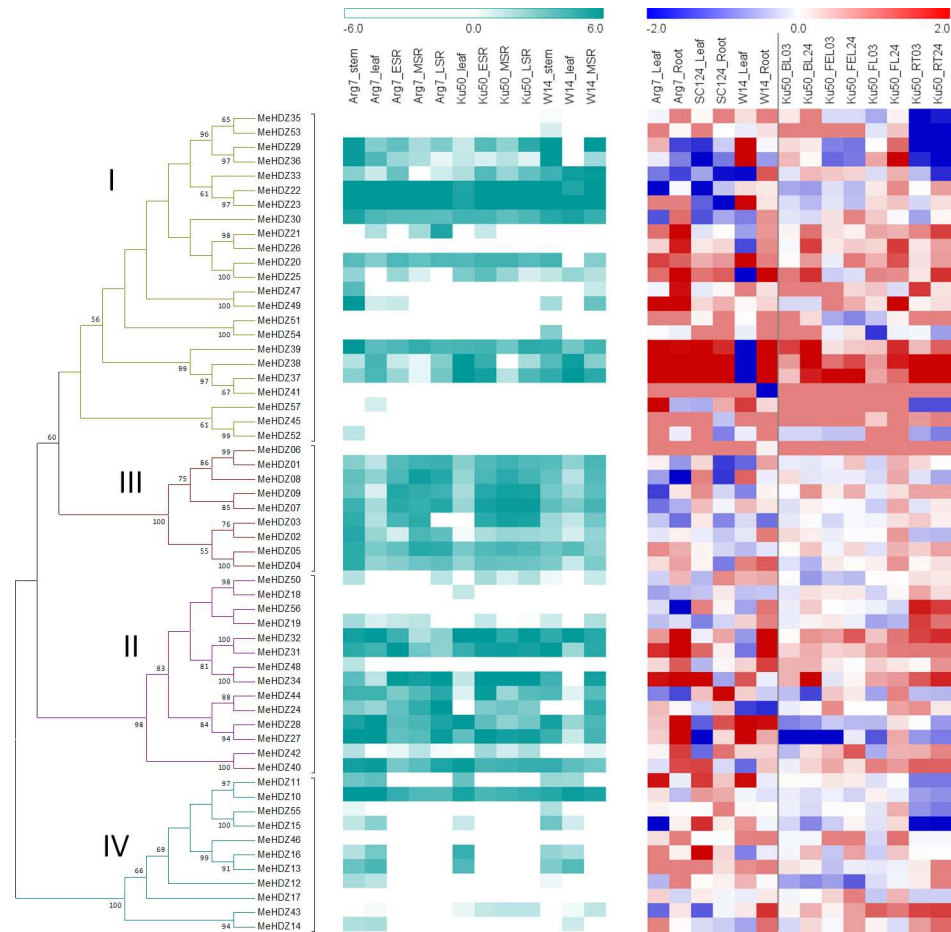 -6.0 0.0 6.0
-2.0 0.0 2.0
Arg7_stem
Arg7_leaf
Arg7_ESR
Arg7_MSR
Arg7_LSR
Ku50_leaf
Ku50_ESR
Ku50_MSR
Ku50_LSR
W14_stem
W14_leaf
W14_MSR
Arg7_Leaf
Arg7_Root
SC124_Leaf
SC124_Root
W14_Leaf
W14_Root
Ku50_BL03
Ku50_BL24
Ku50_FEL03
Ku50_FEL24
Ku50_FL03
Ku50_FL24
Ku50_RT03
Ku50_RT24
65 MeHDZ35
96 MeHDZ53
MeHDZ29
97 MeHDZ36
I
MeHDZ33
61 MeHDZ22
97 MeHDZ23
MeHDZ30
98 MeHDZ21
MeHDZ26
MeHDZ20
100 MeHDZ25
MeHDZ47
100 MeHDZ49
56 MeHDZ51
100 MeHDZ54
MeHDZ39
99 MeHDZ38
97 MeHDZ37
67 MeHDZ41
MeHDZ57
61 MeHDZ45
99 MeHDZ52
60 99 MeHDZ06
86 MeHDZ01
75 MeHDZ08
III
MeHDZ09
85 MeHDZ07
100 76 MeHDZ03
MeHDZ02
55 MeHDZ05
100 MeHDZ04
98 MeHDZ50
MeHDZ18
MeHDZ56
MeHDZ19
II
100 MeHDZ32
MeHDZ31
83 81 MeHDZ48
100 MeHDZ34
88 MeHDZ44
MeHDZ24
98 84 MeHDZ28
94 MeHDZ27
MeHDZ42
100 MeHDZ40
97 MeHDZ11
MeHDZ10
MeHDZ55
100 MeHDZ15
IV
69 MeHDZ46
99 MeHDZ16
66 91 MeHDZ13
MeHDZ12
100 MeHDZ17
MeHDZ43
94 MeHDZ14